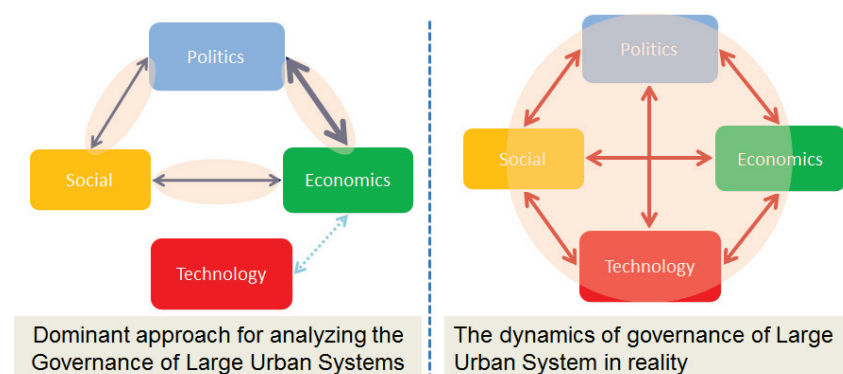 Politics
Social
Economics
Technology
Dominant approach for analyzing the
Governance of Large Urban Systems
Politics
Social
Economics
Technology
The dynamics of governance of Large
Urban System in reality